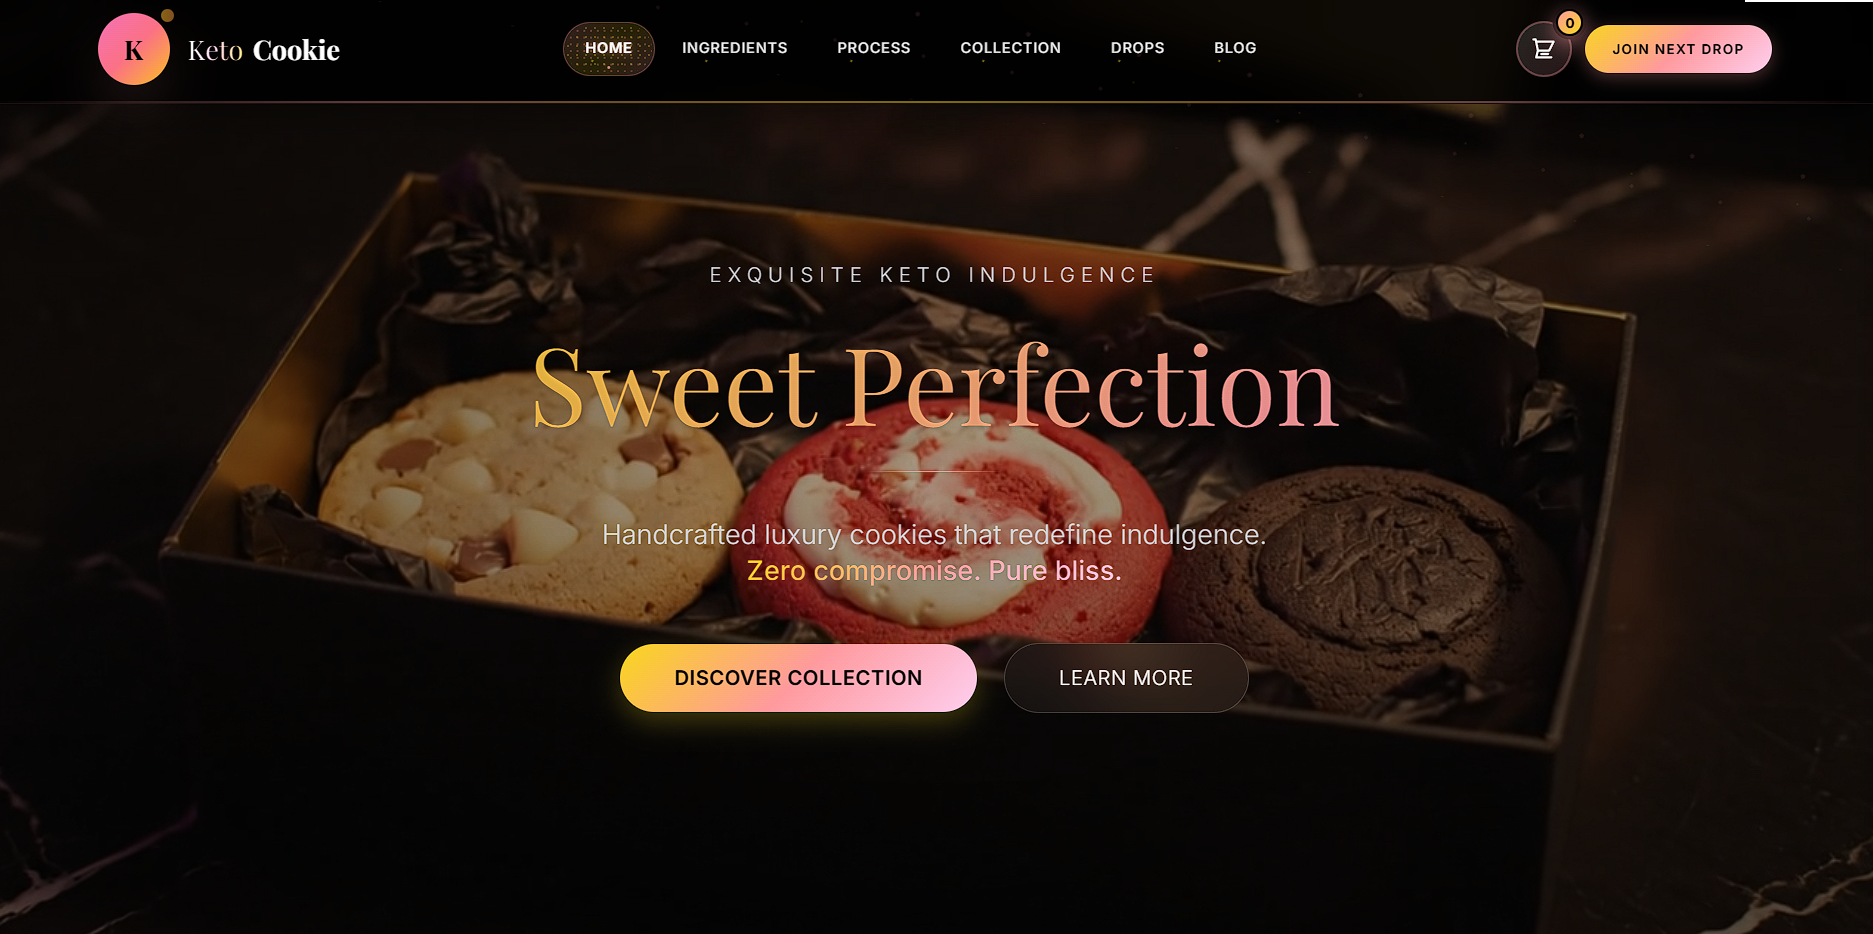 K
Keto Cookie
HOME
INGREDIENTS
PROCESS
COLLECTION
DROPS
BLOG
0
JOIN NEXT DROP
EXQUISITE KETO INDULGENCE
Sweet Perfection
Handcrafted luxury cookies that redefine indulgence.
Zero compromise. Pure bliss.
DISCOVER COLLECTION
LEARN MORE